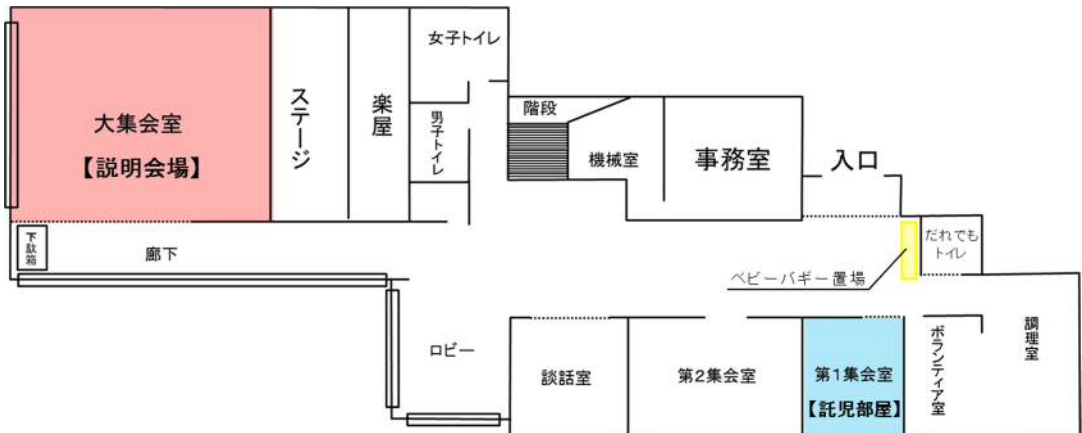 女子トイレ
大集会室
【説明会場】
ステージ
楽屋
男子トイレ
階段
機械室
事務室
入口
下駄箱
廊下
だれでも
トイレ
ベビーバギー置場
ロビー
談話室
第2集会室
第1集会室
【託児部屋】
ボランティア室
調理室